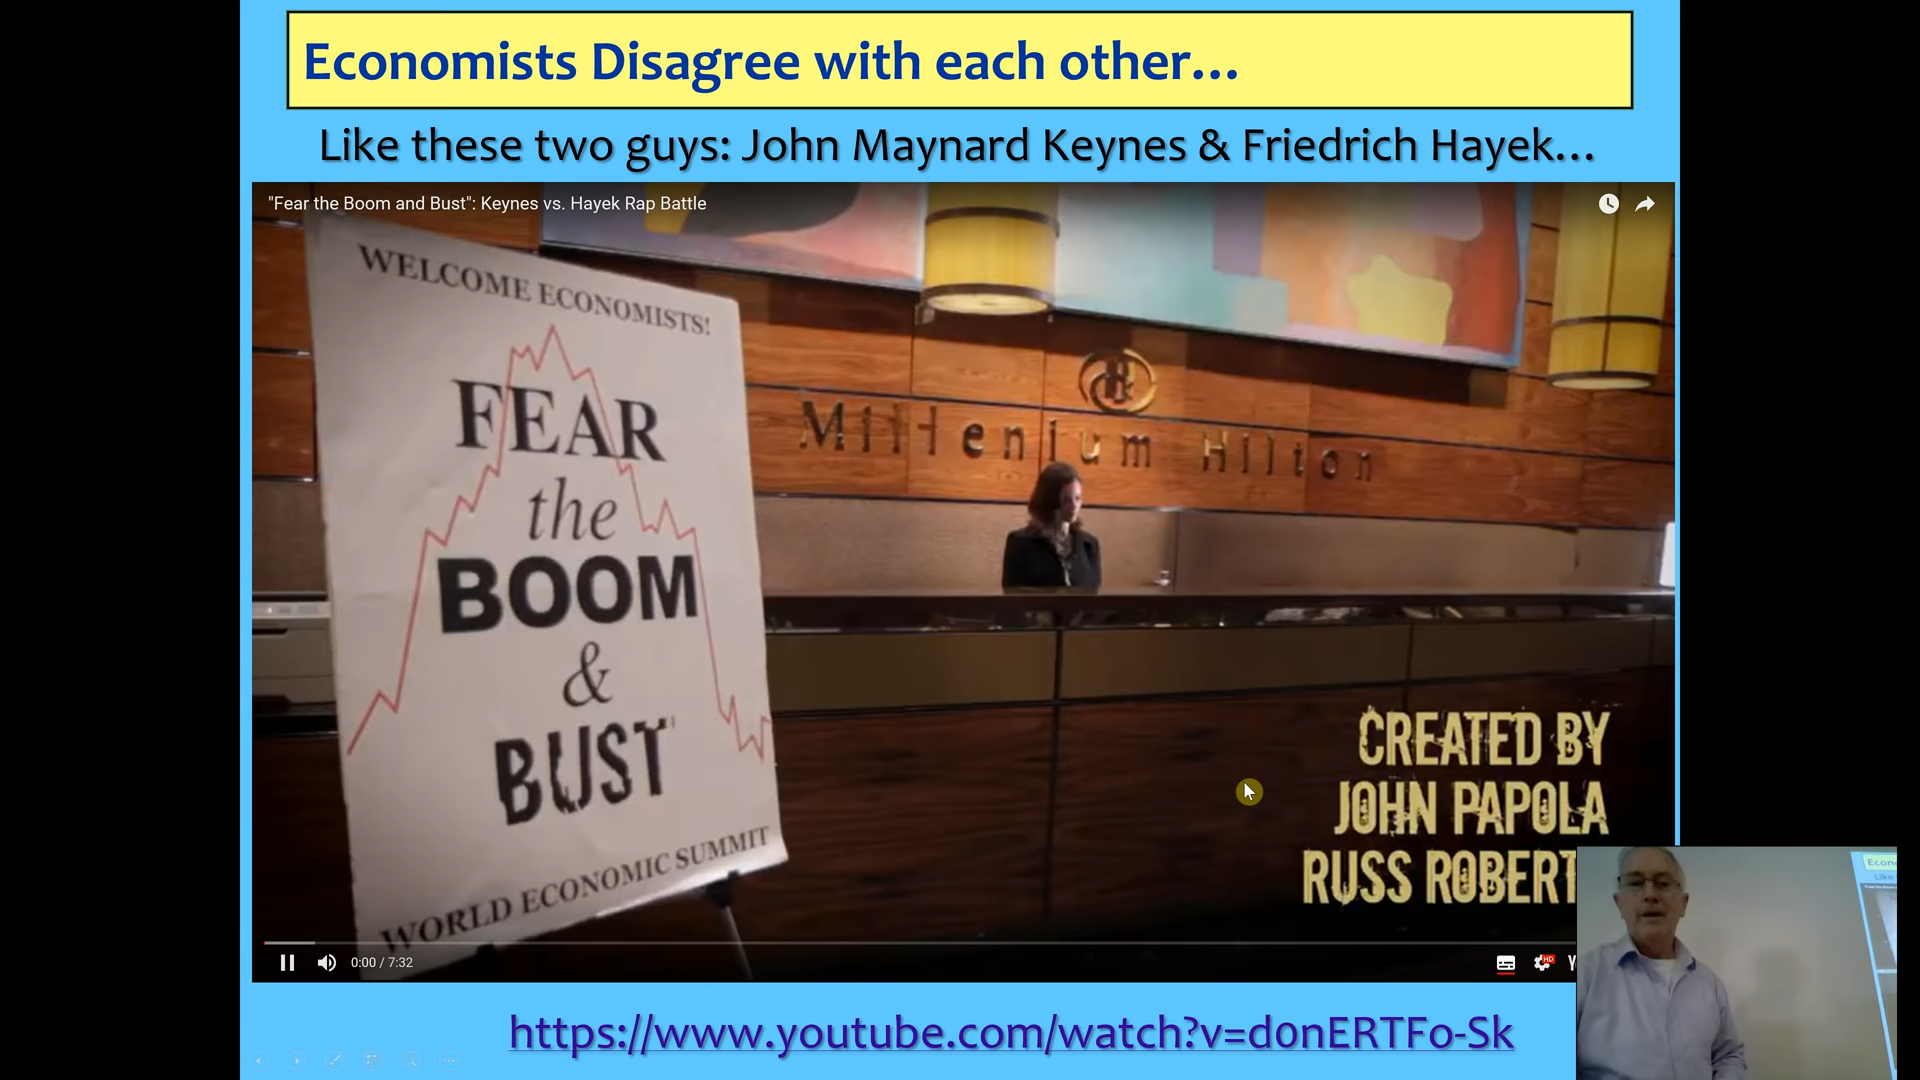 Economists Disagree with each other...
Like these two guys: John Maynard Keynes & Friedrich Hayek...
"Fear the Boom and Bust": Keynes vs. Hayek Rap Battle
WELCOME ECONOMISTS!
FEAR
the
BOOM
&
BUST
WORLD ECONOMIC SUMMIT
Millenium Hilton
CREATED BY
JOHN PAPOLA
RUSS ROBERT
0:00 / 7:32
HD
https://www.youtube.com/watch?v=d0nERTFo-Sk